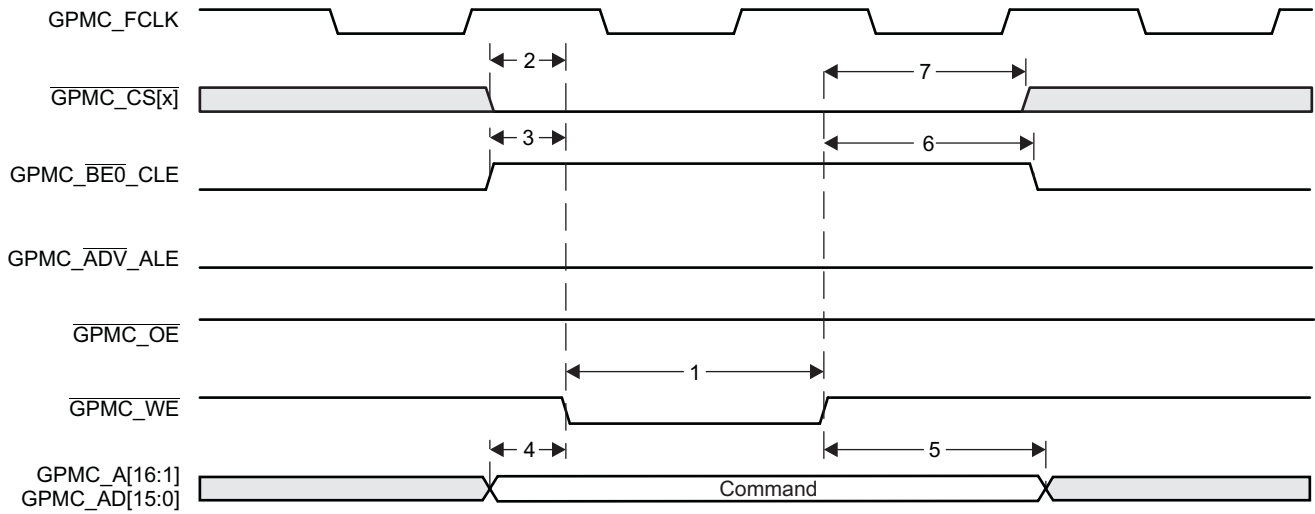 GPMC_FCLK
2
7
GPMC_CS[x]
3
6
GPMC_BE0_CLE
GPMC_ADV_ALE
GPMC_OE
1
GPMC_WE
4
5
GPMC_A[16:1]
GPMC_AD[15:0]
Command